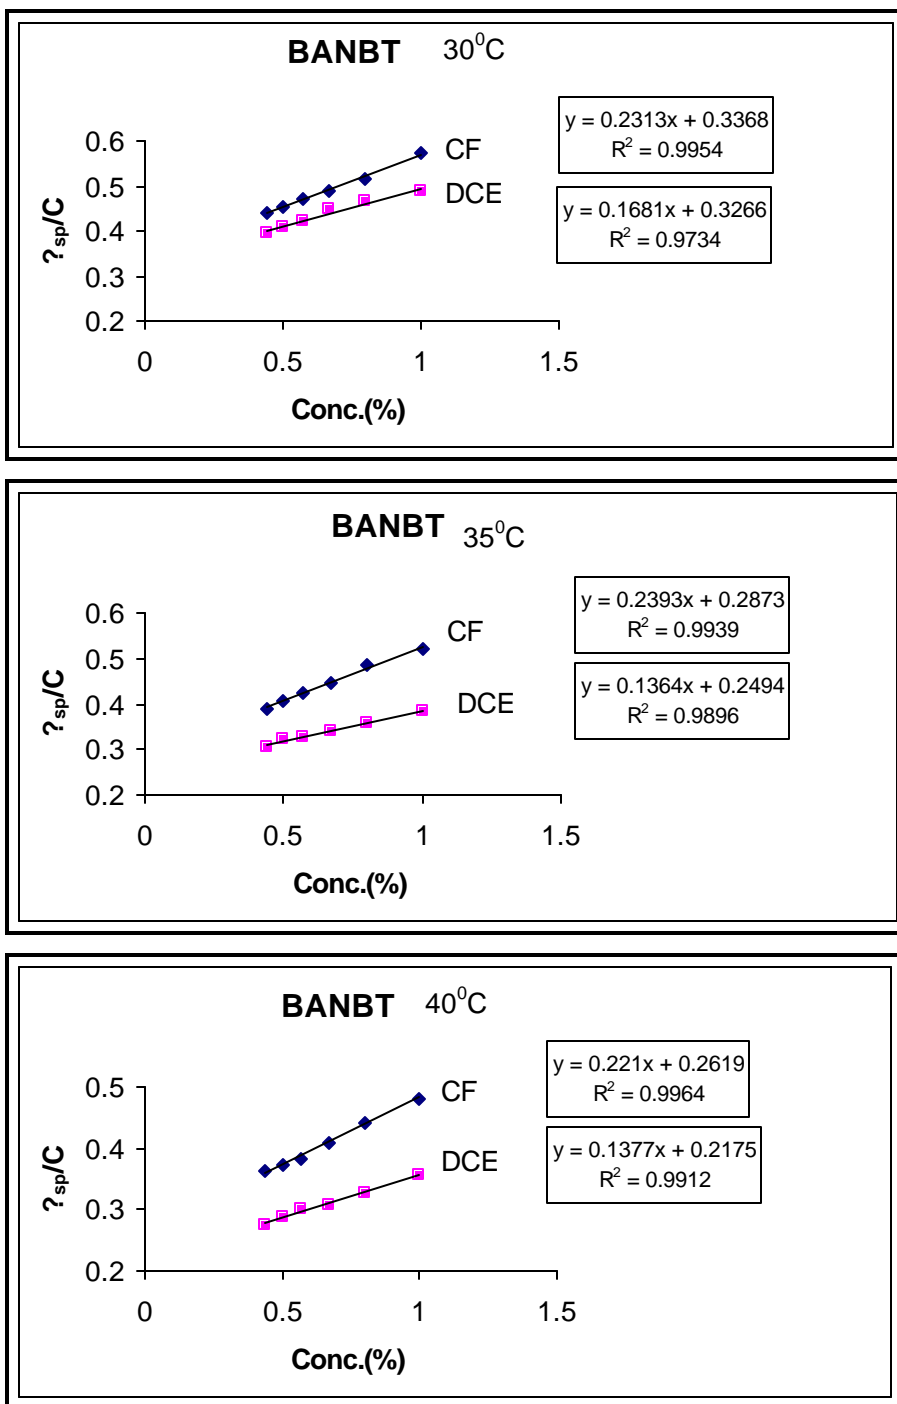 BANBT 30⁰C
y = 0.2313x + 0.3368
R² = 0.9954
y = 0.1681x + 0.3266
R² = 0.9734
CF
DCE
?sp/C
0.6
0.5
0.4
0.3
0.2
0 0.5 1 1.5
Conc.(%)
BANBT 35⁰C
y = 0.2393x + 0.2873
R² = 0.9939
y = 0.1364x + 0.2494
R² = 0.9896
CF
DCE
?sp/C
0.6
0.5
0.4
0.3
0.2
0 0.5 1 1.5
Conc.(%)
BANBT 40⁰C
y = 0.221x + 0.2619
R² = 0.9964
y = 0.1377x + 0.2175
R² = 0.9912
CF
DCE
?sp/C
0.5
0.4
0.3
0.2
0 0.5 1 1.5
Conc.(%)